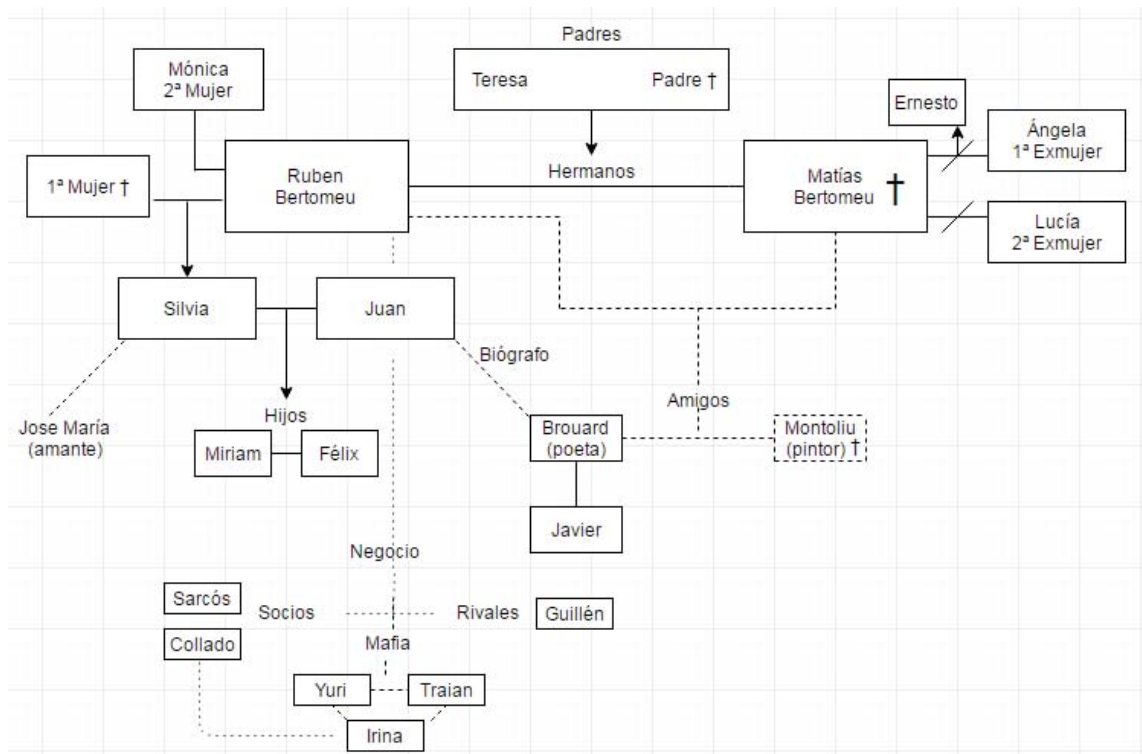 Padres
Mónica
2ª Mujer
Teresa
Padre †
Ernesto
Ángela
1ª Exmujer
1ª Mujer †
Ruben
Bertomeu
Hermanos
Matías
Bertomeu †
Lucía
2ª Exmujer
Silvia
Juan
Biógrafo
Jose María
(amante)
Hijos
Miriam
Félix
Amigos
Brouard
(poeta)
Montoliu
(pintor) †
Javier
Negocio
Sarcós
Socios
Rivales
Guillén
Collado
Mafia
Yuri
Traian
Irina